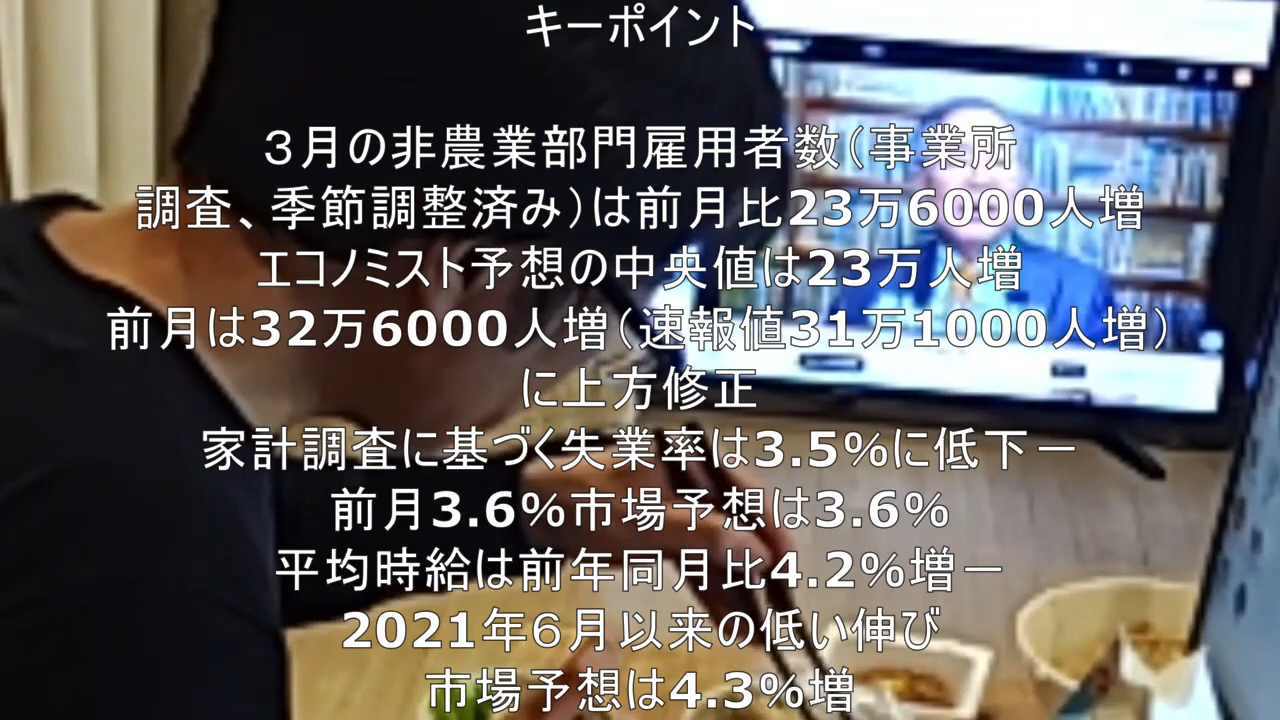 キーポイント
３月の非農業部門雇用者数（事業所
調査、季節調整済み）は前月比23万6000人増
エコノミスト予想の中央値は23万人増
前月は32万6000人増（速報値31万1000人増）
に上方修正
家計調査に基づく失業率は3.5％に低下－
前月3.6％市場予想は3.6％
平均時給は前年同月比4.2％増－
2021年６月以来の低い伸び
市場予想は4.3％増